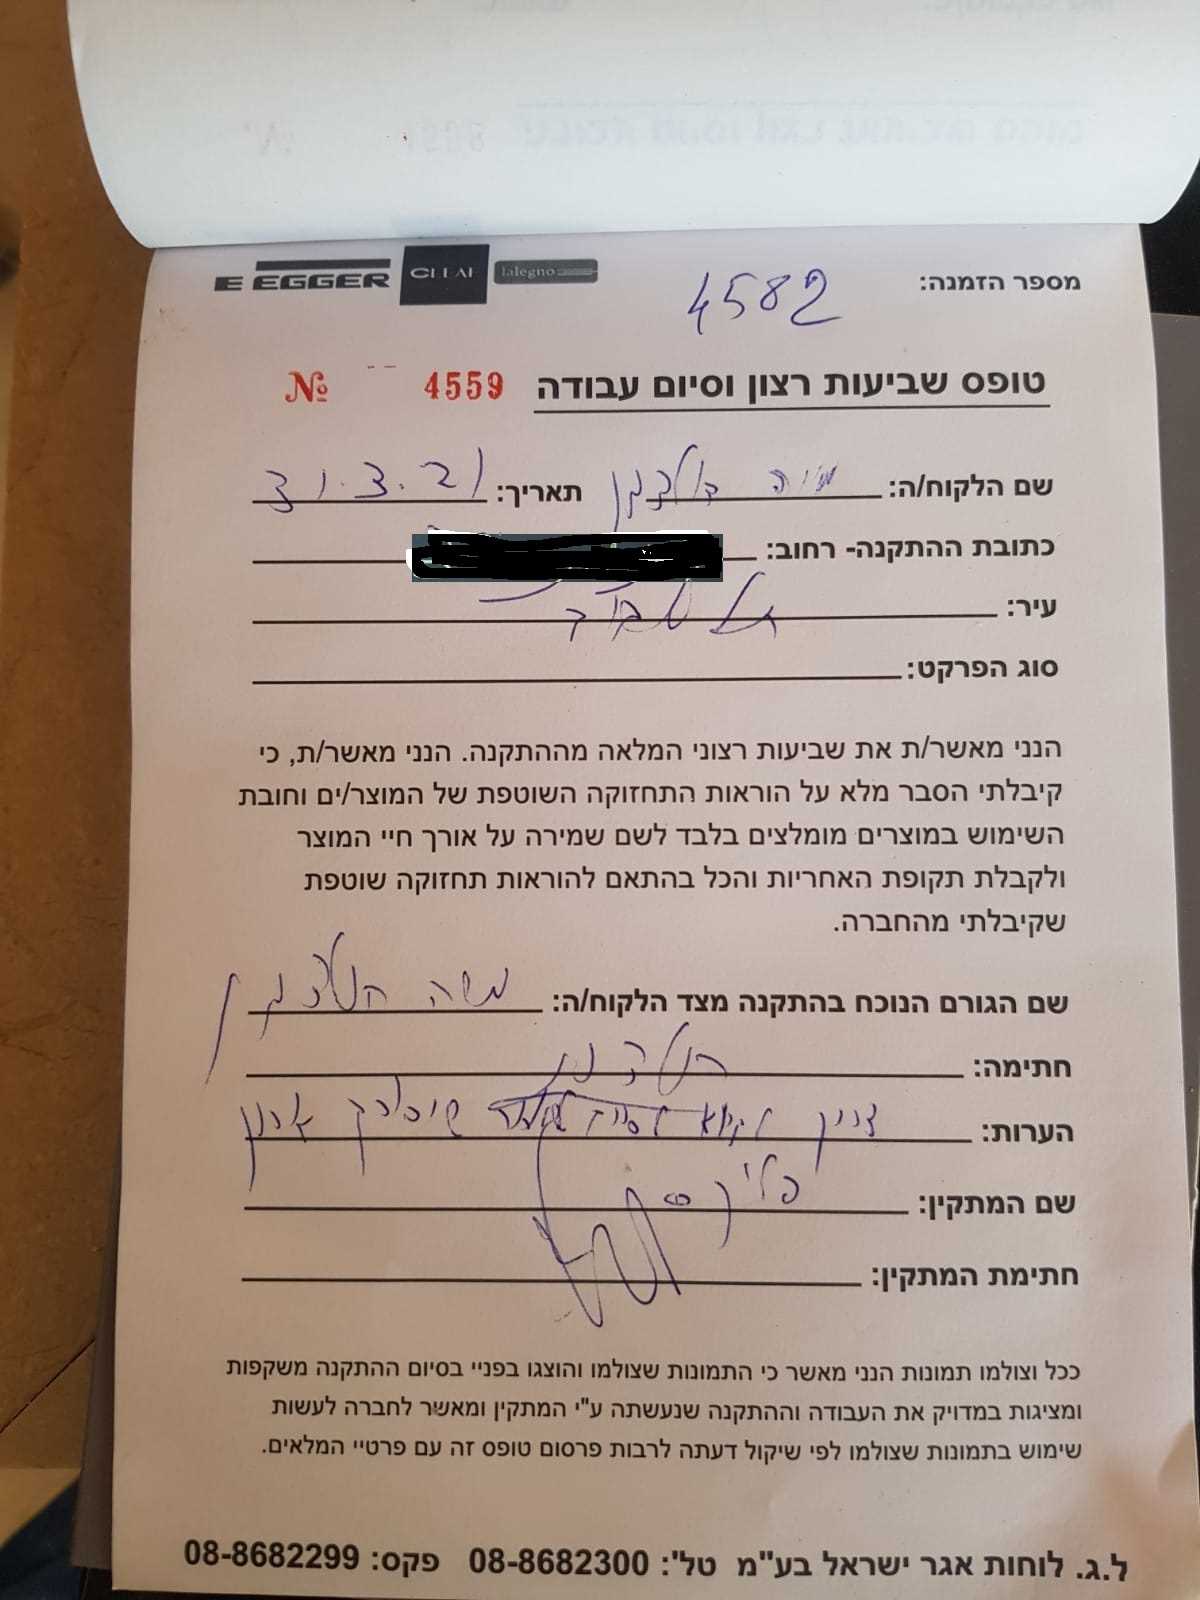 EGGER CLEAF lalegno
מספר הזמנה: 4582
טופס שביעות רצון וסיום עבודה 4559 №
שם הלקוח/ה: משה תאריך: 21.3.23
כתובת ההתקנה- רחוב:
עיר: תל
סוג הפרקט:
הנני מאשר/ת את שביעות רצוני המלאה מההתקנה. הנני מאשר/ת, כי
קיבלתי הסבר מלא על הוראות התחזוקה השוטפת של המוצר/ים וחובת
השימוש במוצרים מומלצים בלבד לשם שמירה על אורך חיי המוצר
ולקבלת תקופת האחריות והכל בהתאם להוראות תחזוקה שוטפת
שקיבלתי מהחברה.
שם הגורם הנוכח בהתקנה מצד הלקוח/ה: משה
חתימה:
הערות: צריך
שם המתקין:
חתימת המתקין:
ככל וצולמו תמונות הנני מאשר כי התמונות שצולמו והוצגו בפניי בסיום ההתקנה משקפות
ומציגות במדויק את העבודה וההתקנה שנעשתה ע"י המתקין ומאשר לחברה לעשות
שימוש בתמונות שצולמו לפי שיקול דעתה לרבות פרסום טופס זה עם פרטיי המלאים.
ל.ג. לוחות אגר ישראל בע"מ טל': 08-8682300 פקס: 08-8682299